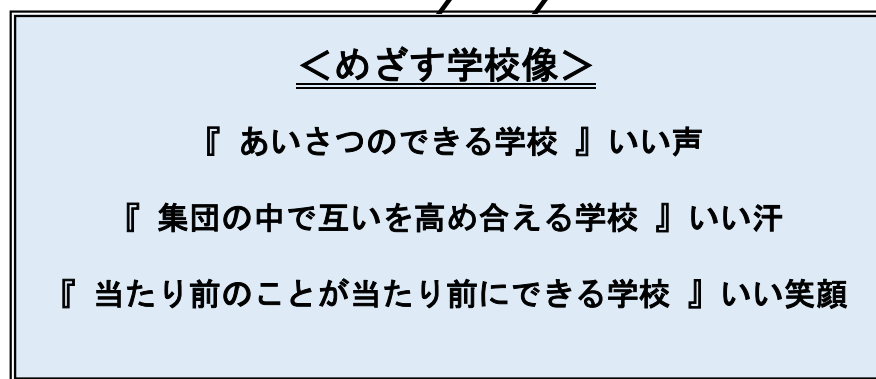 ＜めざす学校像＞
『 あいさつのできる学校 』いい声
『 集団の中で互いを高め合える学校 』いい汗
『 当たり前のことが当たり前にできる学校 』いい笑顔